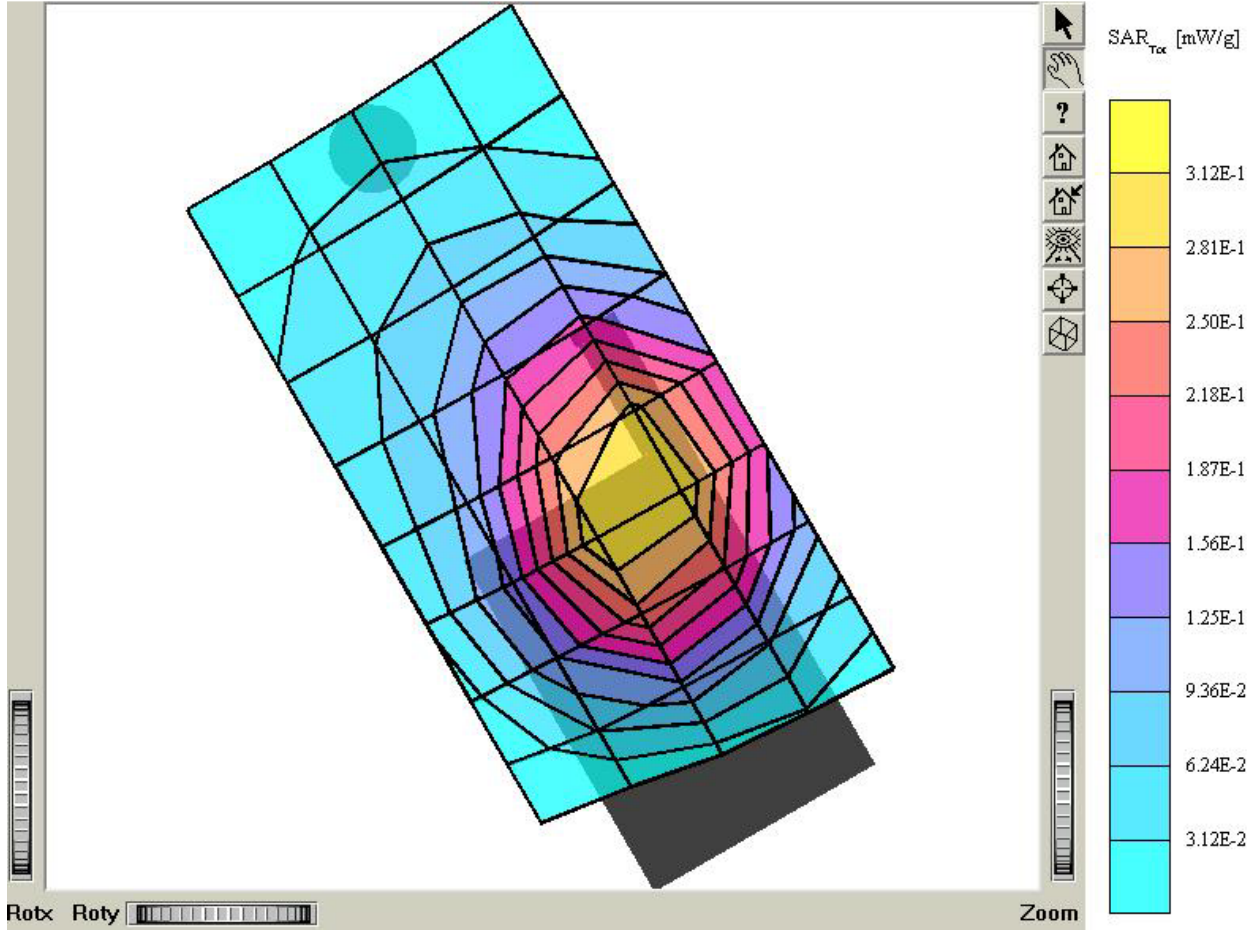 SAR_Tot [mW/g]
?
3.12E-1
2.81E-1
2.50E-1
2.18E-1
1.87E-1
1.56E-1
1.25E-1
9.36E-2
6.24E-2
3.12E-2
Rotx Roty Zoom